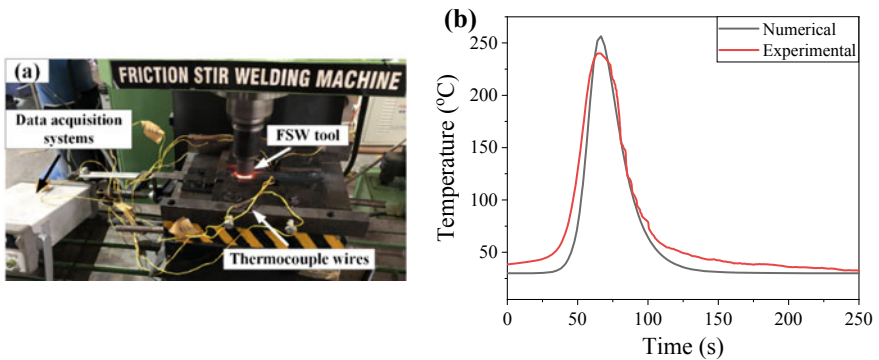 (a)
FRICTION STIR WELDING MACHINE
Data acquisition
systems
FSW tool
Thermocouple wires
(b)
Numerical
Experimental
Temperature (°C)
250
200
150
100
50
0
50
100
150
200
250
Time (s)